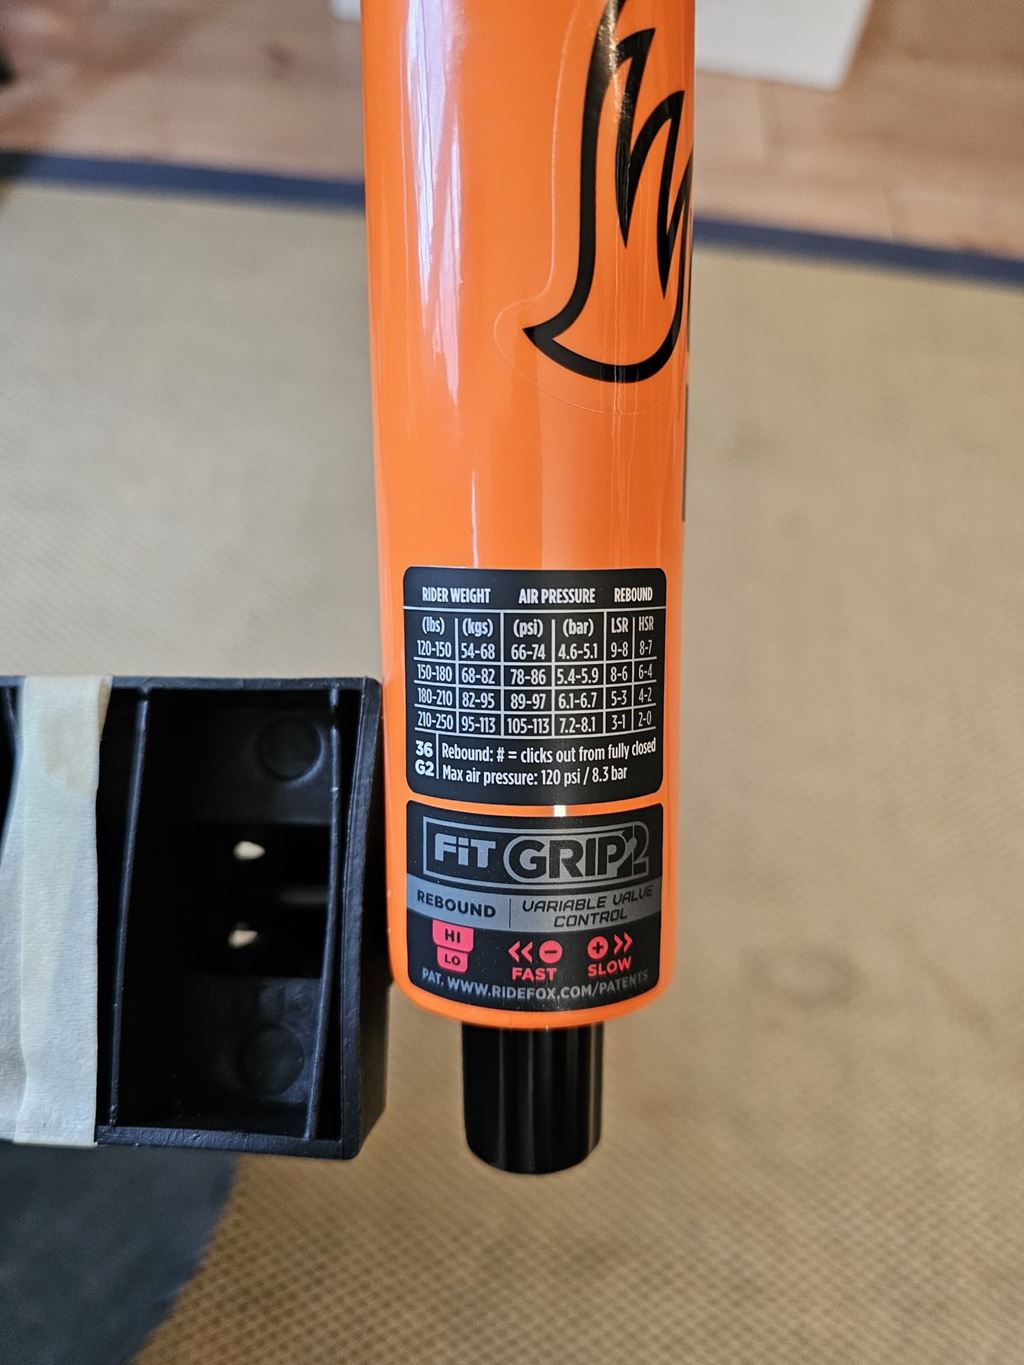 RIDER WEIGHT AIR PRESSURE REBOUND
(lbs) (kgs) (psi) (bar) LSR HSR
120-150 54-68 66-74 4.6-5.1 9-8 8-7
150-180 68-82 78-86 5.4-5.9 8-6 6-4
180-210 82-95 89-97 6.1-6.7 5-3 4-2
210-250 95-113 105-113 7.2-8.1 3-1 2-0
36 Rebound: # = clicks out from fully closed
G2 Max air pressure: 120 psi / 8.3 bar
FiT GRIP2
REBOUND VARIABLE VALVE
CONTROL
HI
LO
− +
FAST SLOW
PAT. WWW.RIDEFOX.COM/PATENTS